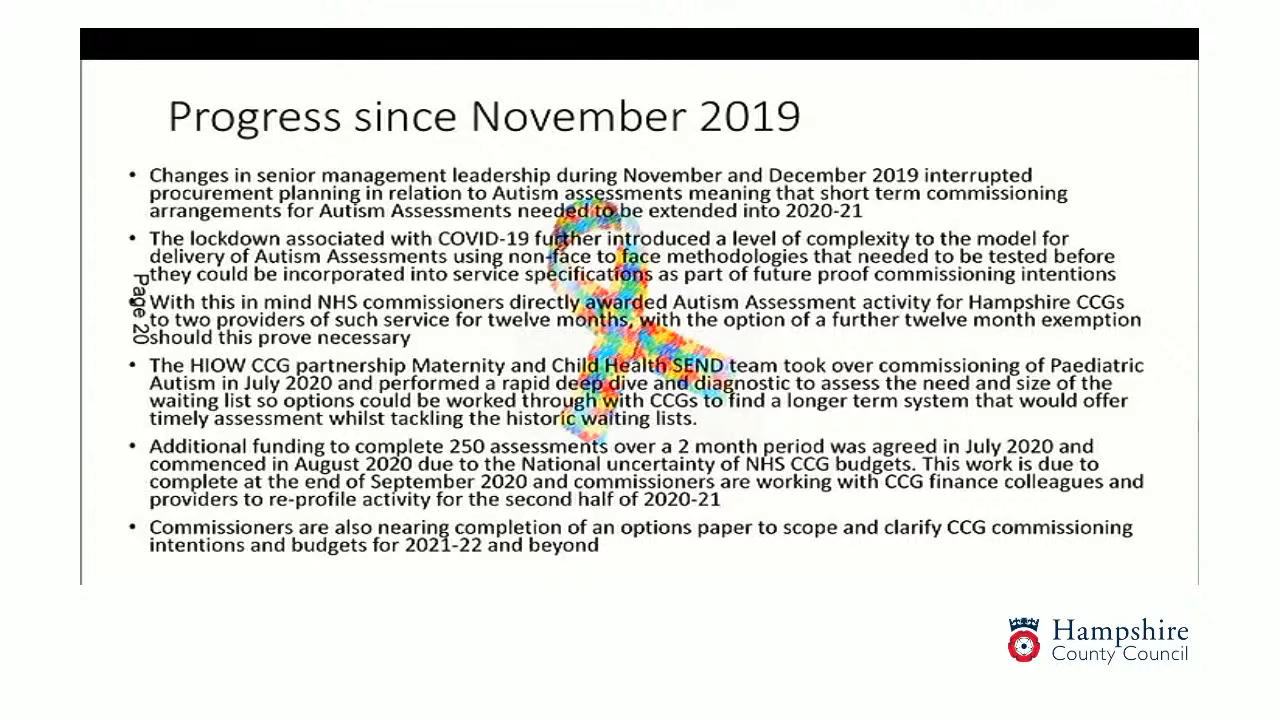 Progress since November 2019
• Changes in senior management leadership during November and December 2019 interrupted
procurement planning in relation to Autism assessments meaning that short term commissioning
arrangements for Autism Assessments needed to be extended into 2020-21
• The lockdown associated with COVID-19 further introduced a level of complexity to the model for
delivery of Autism Assessments using non-face to face methodologies that needed to be tested before
they could be incorporated into service specifications as part of future proof commissioning intentions
• With this in mind NHS commissioners directly awarded Autism Assessment activity for Hampshire CCGs
to two providers of such service for twelve months, with the option of a further twelve month exemption
should this prove necessary
• The HIOW CCG partnership Maternity and Child Health SEND team took over commissioning of Paediatric
Autism in July 2020 and performed a rapid deep dive and diagnostic to assess the need and size of the
waiting list so options could be worked through with CCGs to find a longer term system that would offer
timely assessment whilst tackling the historic waiting lists.
• Additional funding to complete 250 assessments over a 2 month period was agreed in July 2020 and
commenced in August 2020 due to the National uncertainty of NHS CCG budgets. This work is due to
complete at the end of September 2020 and commissioners are working with CCG finance colleagues and
providers to re-profile activity for the second half of 2020-21
• Commissioners are also nearing completion of an options paper to scope and clarify CCG commissioning
intentions and budgets for 2021-22 and beyond
Page 20
Hampshire
County Council